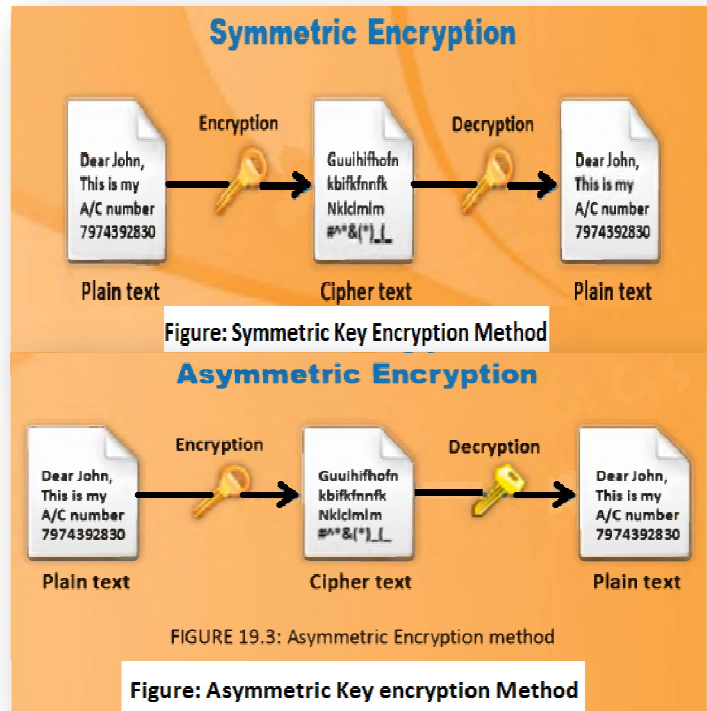 Symmetric Encryption
Encryption
Decryption
Dear John,
This is my
A/C number
7974392830
Guuihifhofn
kbifkfnnfk
Nklclmlm
#^*&(*)_(_
Dear John,
This is my
A/C number
7974392830
Plain text
Cipher text
Plain text
Figure: Symmetric Key Encryption Method
Asymmetric Encryption
Encryption
Decryption
Dear John,
This is my
A/C number
7974392830
Guuihifhofn
kbifkfnnfk
Nklclmlm
#^*&(*)_(_
Dear John,
This is my
A/C number
7974392830
Plain text
Cipher text
Plain text
FIGURE 19.3: Asymmetric Encryption method
Figure: Asymmetric Key encryption Method